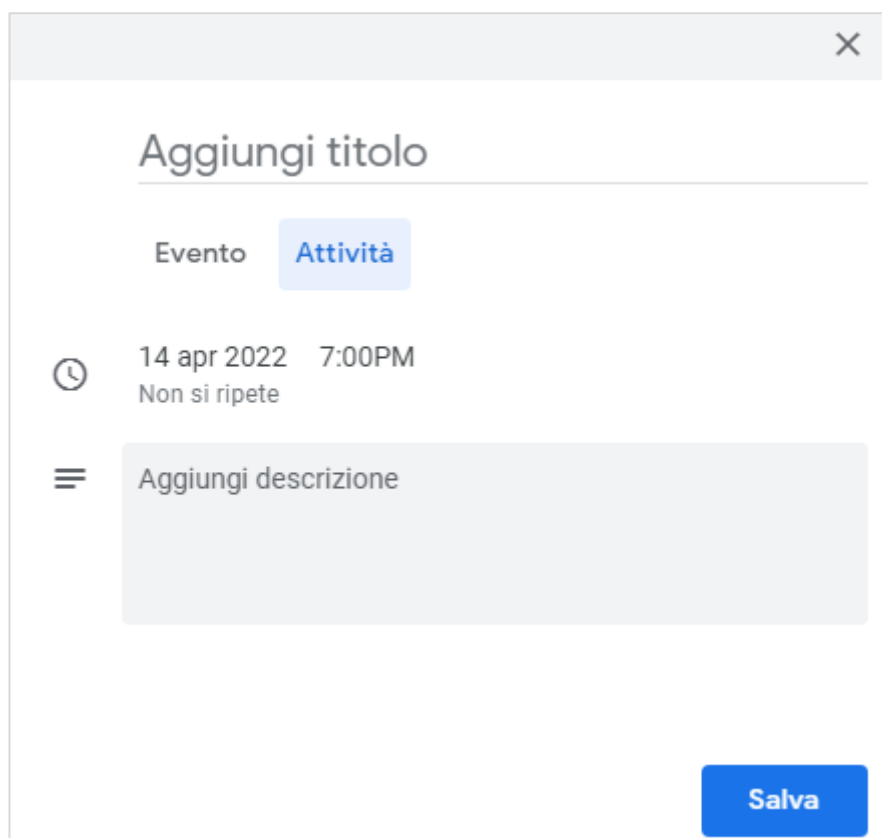 Aggiungi titolo
Evento Attività
14 apr 2022 7:00PM
Non si ripete
Aggiungi descrizione
Salva